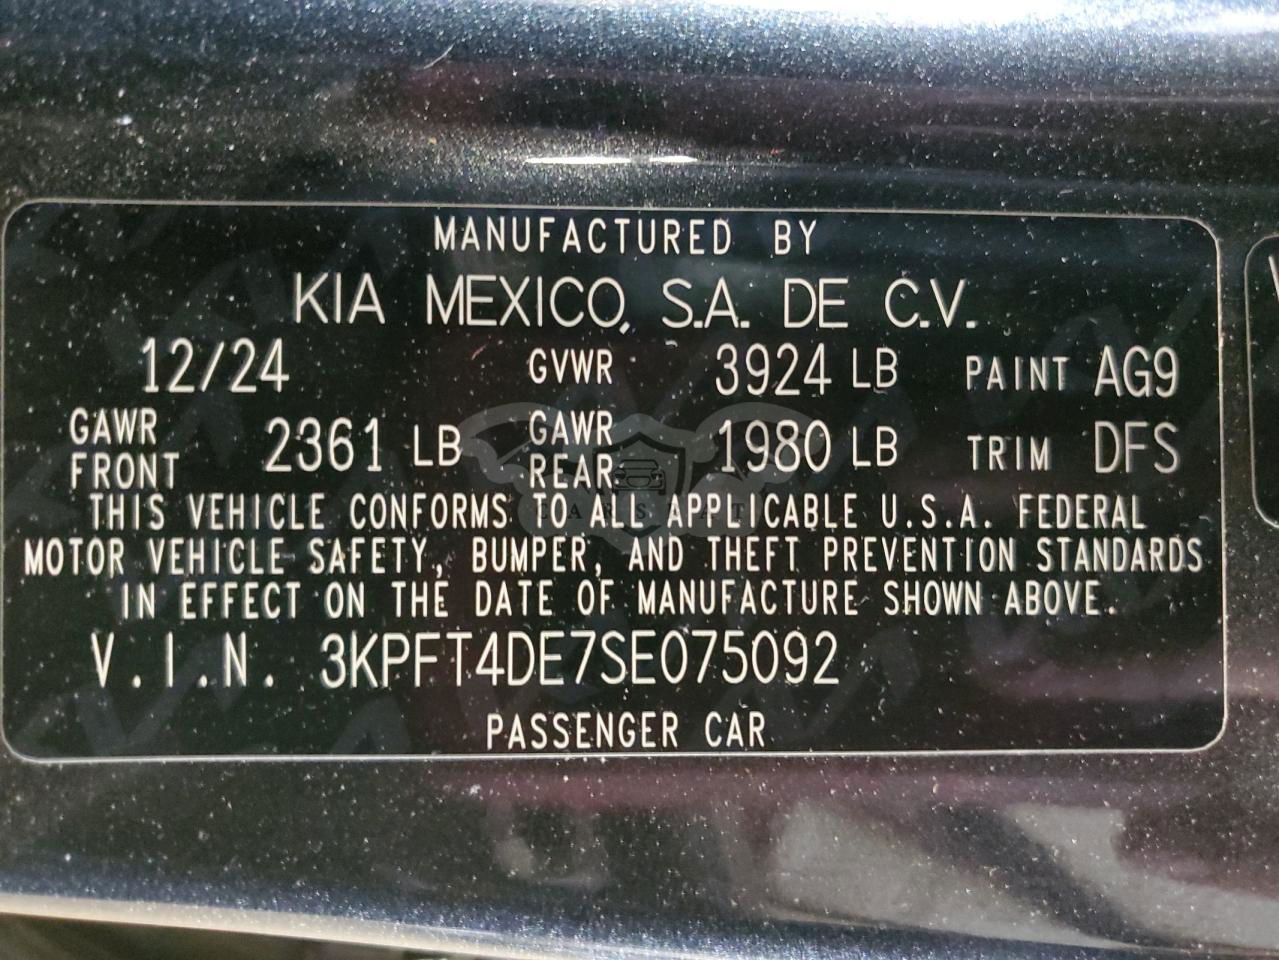 MANUFACTURED BY
KIA MEXICO, S.A. DE C.V.
12/24 GVWR 3924 LB PAINT AG9
GAWR FRONT 2361 LB GAWR REAR 1980 LB TRIM DFS
THIS VEHICLE CONFORMS TO ALL APPLICABLE U.S.A. FEDERAL
MOTOR VEHICLE SAFETY, BUMPER, AND THEFT PREVENTION STANDARDS
IN EFFECT ON THE DATE OF MANUFACTURE SHOWN ABOVE.
V.I.N. 3KPFT4DE7SE075092
PASSENGER CAR